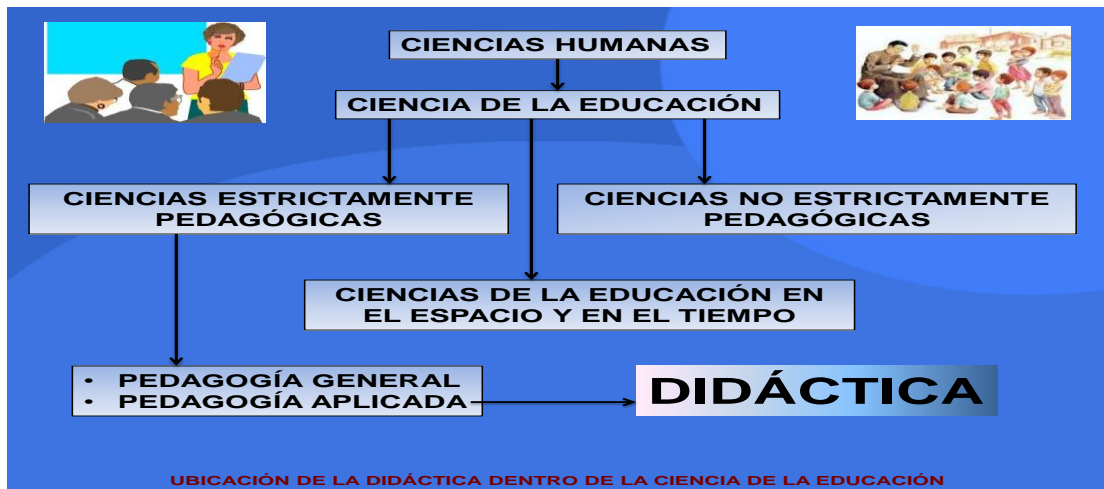 CIENCIAS HUMANAS
CIENCIA DE LA EDUCACIÓN
CIENCIAS ESTRICTAMENTE
PEDAGÓGICAS
CIENCIAS NO ESTRICTAMENTE
PEDAGÓGICAS
CIENCIAS DE LA EDUCACIÓN EN
EL ESPACIO Y EN EL TIEMPO
• PEDAGOGÍA GENERAL
• PEDAGOGÍA APLICADA
DIDÁCTICA
UBICACIÓN DE LA DIDÁCTICA DENTRO DE LA CIENCIA DE LA EDUCACIÓN